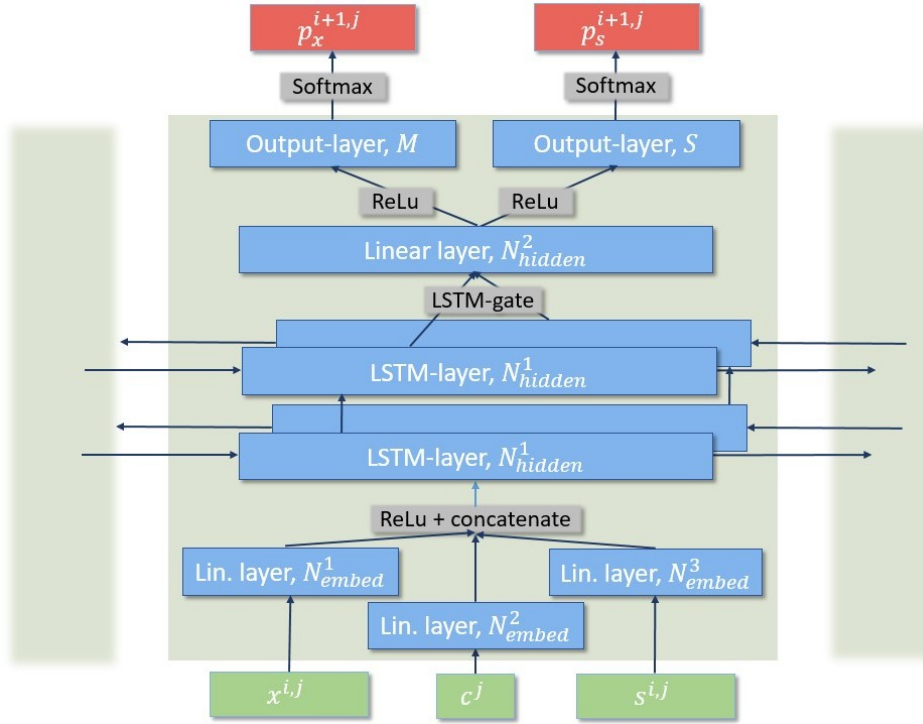 $p_x^{i+1,j}$ $p_s^{i+1,j}$
Softmax Softmax
Output-layer, $M$ Output-layer, $S$
ReLu ReLu
Linear layer, $N_{hidden}^2$
LSTM-gate
LSTM-layer, $N_{hidden}^1$
LSTM-layer, $N_{hidden}^1$
ReLu + concatenate
Lin. layer, $N_{embed}^1$ Lin. layer, $N_{embed}^3$
Lin. layer, $N_{embed}^2$
$x^{i,j}$ $c^j$ $s^{i,j}$